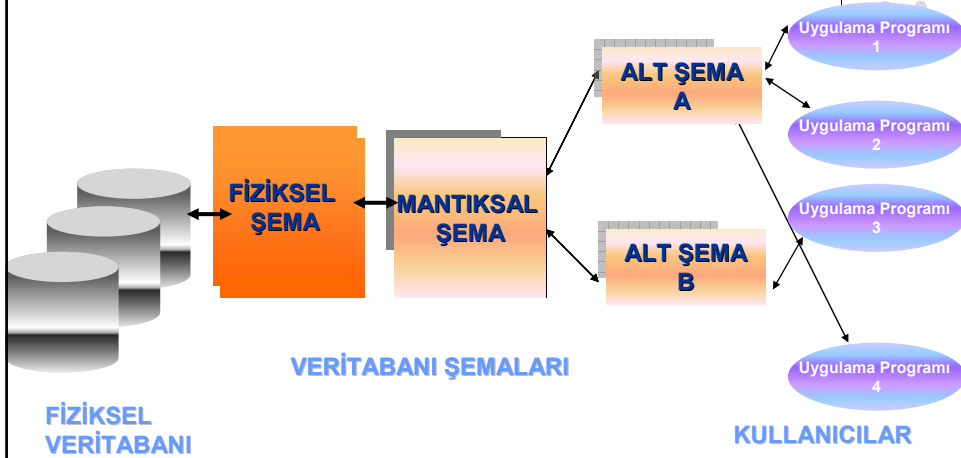 Uygulama Programı
1
ALT ŞEMA
A
Uygulama Programı
2
FİZİKSEL
ŞEMA
MANTIKSAL
ŞEMA
Uygulama Programı
3
ALT ŞEMA
B
VERİTABANI ŞEMALARI
Uygulama Programı
4
FİZİKSEL
VERİTABANI
KULLANICILAR